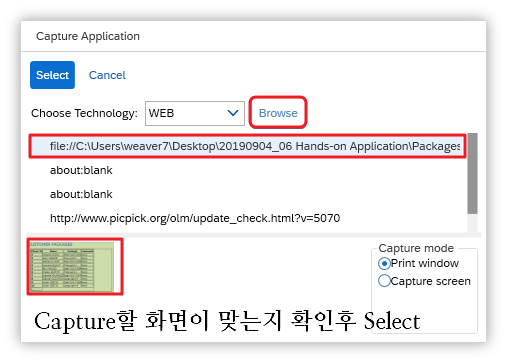 Capture Application
Select Cancel
Choose Technology: WEB Browse
file://C:\Users\weaver7\Desktop\20190904_06 Hands-on Application\Packages
about:blank
about:blank
http://www.picpick.org/olm/update_check.html?v=5070
CUSTOMER PACKAGES
Capture mode
Print window
Capture screen
Capture할 화면이 맞는지 확인후 Select